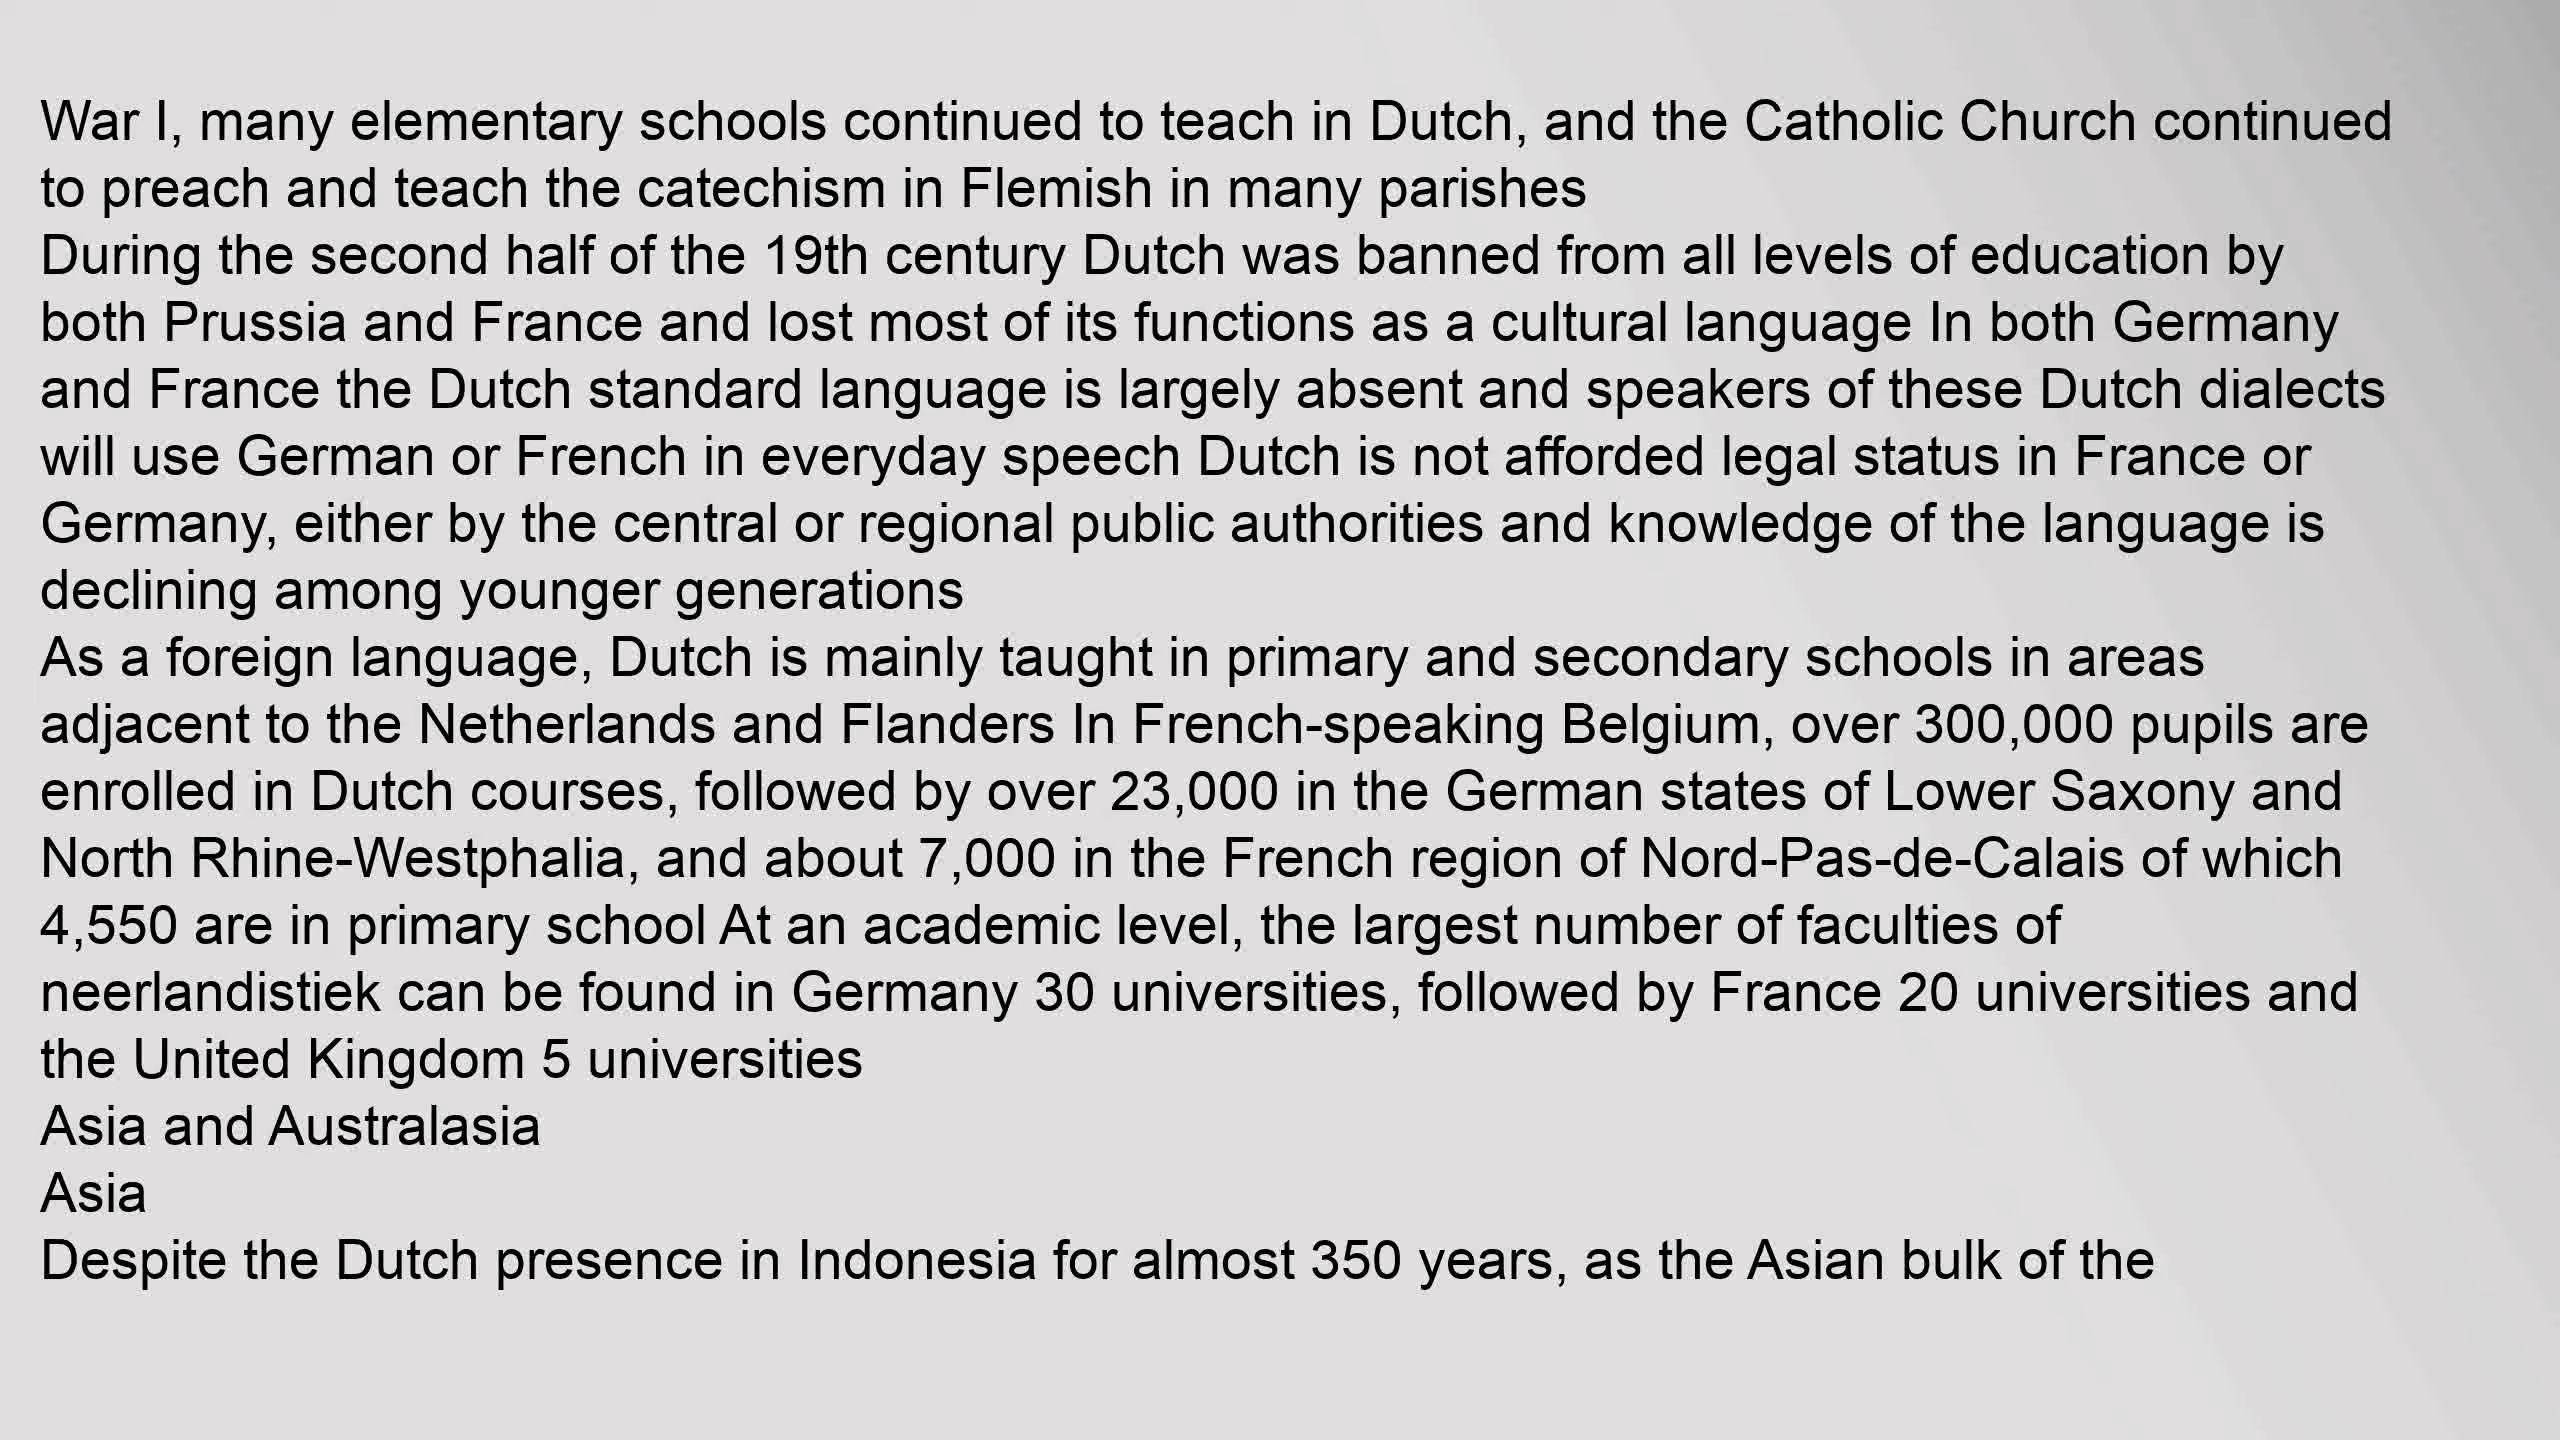 War I, many elementary schools continued to teach in Dutch, and the Catholic Church continued
to preach and teach the catechism in Flemish in many parishes
During the second half of the 19th century Dutch was banned from all levels of education by
both Prussia and France and lost most of its functions as a cultural language In both Germany
and France the Dutch standard language is largely absent and speakers of these Dutch dialects
will use German or French in everyday speech Dutch is not afforded legal status in France or
Germany, either by the central or regional public authorities and knowledge of the language is
declining among younger generations
As a foreign language, Dutch is mainly taught in primary and secondary schools in areas
adjacent to the Netherlands and Flanders In French-speaking Belgium, over 300,000 pupils are
enrolled in Dutch courses, followed by over 23,000 in the German states of Lower Saxony and
North Rhine-Westphalia, and about 7,000 in the French region of Nord-Pas-de-Calais of which
4,550 are in primary school At an academic level, the largest number of faculties of
neerlandistiek can be found in Germany 30 universities, followed by France 20 universities and
the United Kingdom 5 universities
Asia and Australasia
Asia
Despite the Dutch presence in Indonesia for almost 350 years, as the Asian bulk of the